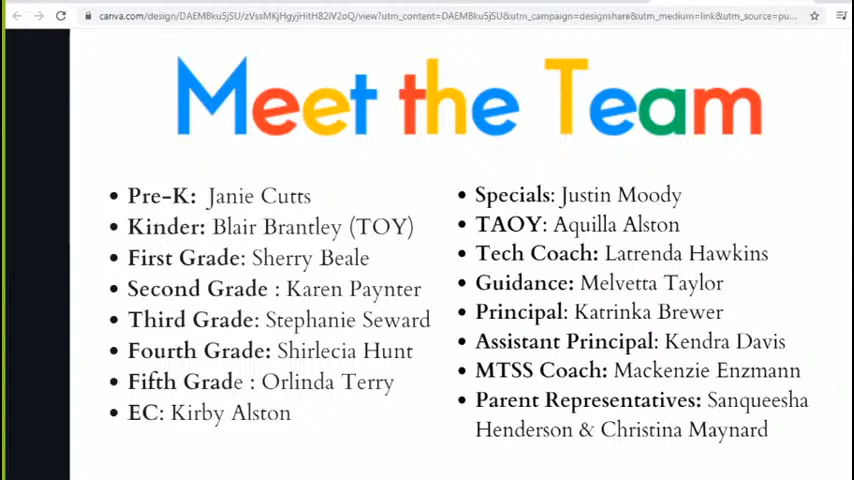 canva.com/design/DAEMBku5jSU/zVssMKjHgyjHitH82iV2oQ/view?utm_content=DAEMBku5jSU&utm_campaign=designshare&utm_medium=link&utm_source=pu...
Meet the Team
• Pre-K: Janie Cutts
• Kinder: Blair Brantley (TOY)
• First Grade: Sherry Beale
• Second Grade : Karen Paynter
• Third Grade: Stephanie Seward
• Fourth Grade: Shirlecia Hunt
• Fifth Grade : Orlinda Terry
• EC: Kirby Alston
• Specials: Justin Moody
• TAOY: Aquilla Alston
• Tech Coach: Latrenda Hawkins
• Guidance: Melvetta Taylor
• Principal: Katrinka Brewer
• Assistant Principal: Kendra Davis
• MTSS Coach: Mackenzie Enzmann
• Parent Representatives: Sanqueesha
Henderson & Christina Maynard